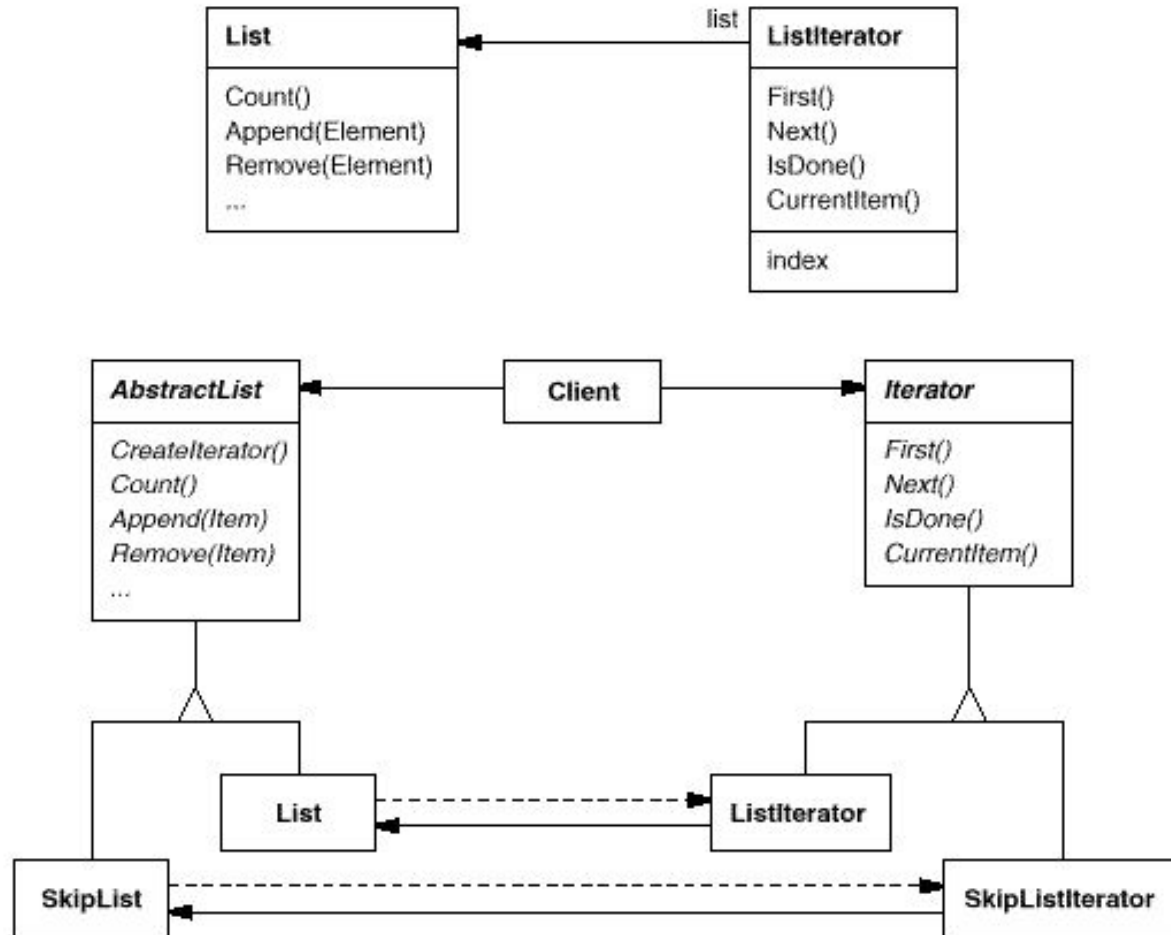 List
list
ListIterator
Count()
Append(Element)
Remove(Element)
...
First()
Next()
IsDone()
CurrentItem()
index
AbstractList
Client
Iterator
CreateIterator()
Count()
Append(Item)
Remove(Item)
...
First()
Next()
IsDone()
CurrentItem()
List
ListIterator
SkipList
SkipListIterator